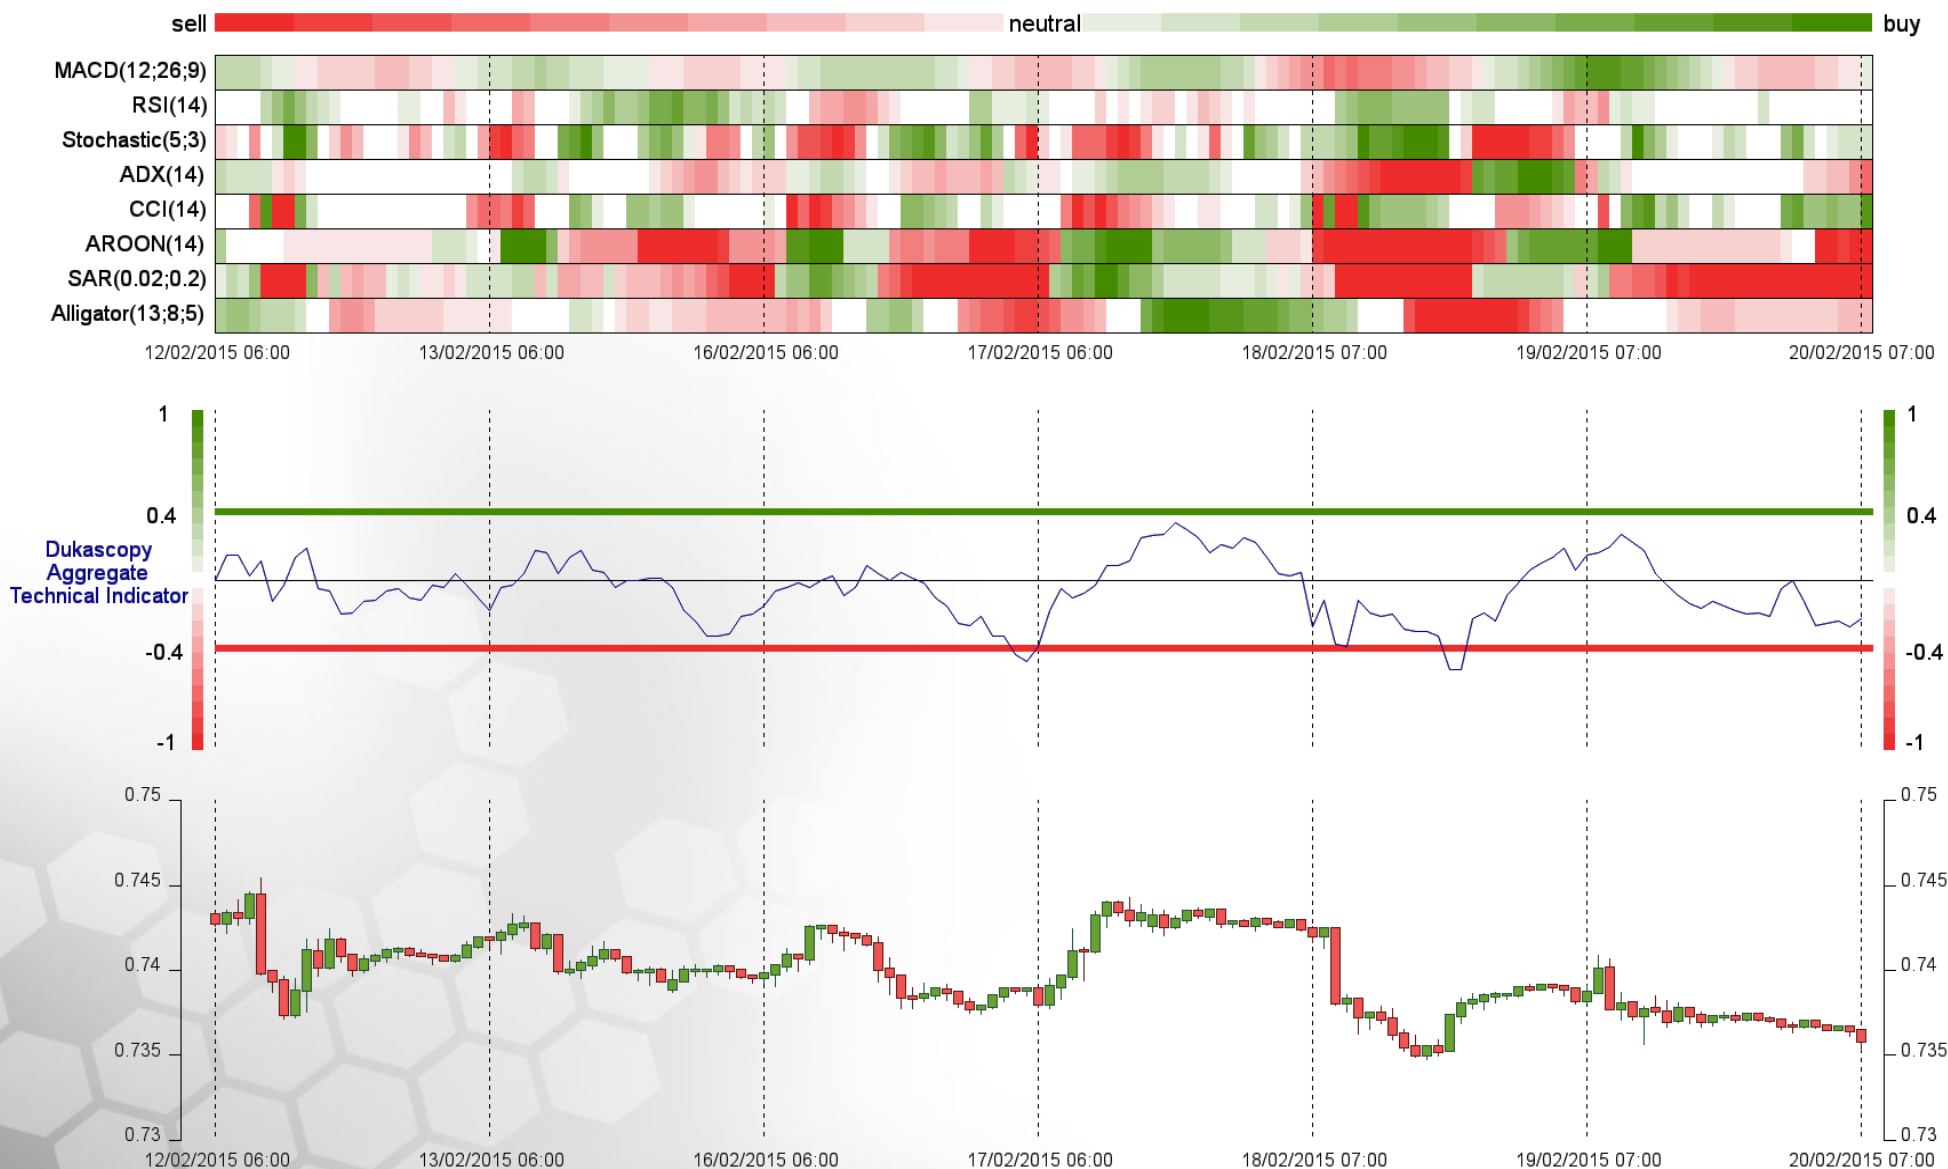 sell neutral buy
MACD(12;26;9)
RSI(14)
Stochastic(5;3)
ADX(14)
CCI(14)
AROON(14)
SAR(0.02;0.2)
Alligator(13;8;5)
12/02/2015 06:00 13/02/2015 06:00 16/02/2015 06:00 17/02/2015 06:00 18/02/2015 07:00 19/02/2015 07:00 20/02/2015 07:00
1 1
0.4 0.4
Dukascopy
Aggregate
Technical Indicator
-0.4 -0.4
-1 -1
0.75 0.75
0.745 0.745
0.74 0.74
0.735 0.735
0.73 0.73
12/02/2015 06:00 13/02/2015 06:00 16/02/2015 06:00 17/02/2015 06:00 18/02/2015 07:00 19/02/2015 07:00 20/02/2015 07:00